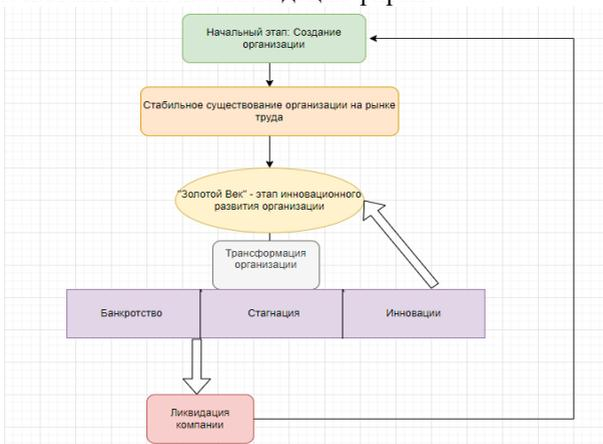 Начальный этап: Создание
организации
Стабильное существование организации на рынке
труда
"Золотой Век" - этап инновационного
развития организации
Трансформация
организации
Банкротство
Стагнация
Инновации
Ликвидация
компании